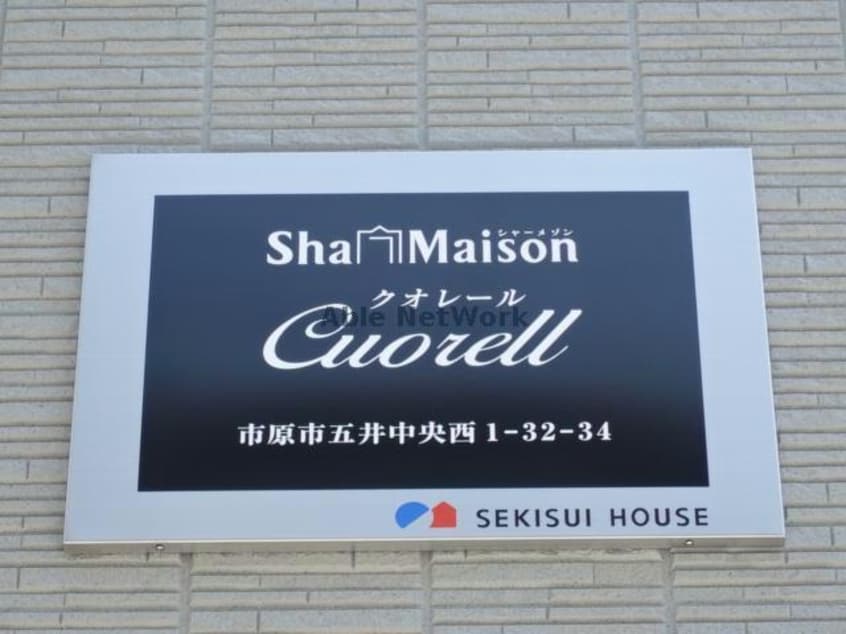 シャーメゾン
Sha Maison
クオレール
Able NetWork
Cuorell
市原市五井中央西1-32-34
SEKISUI HOUSE